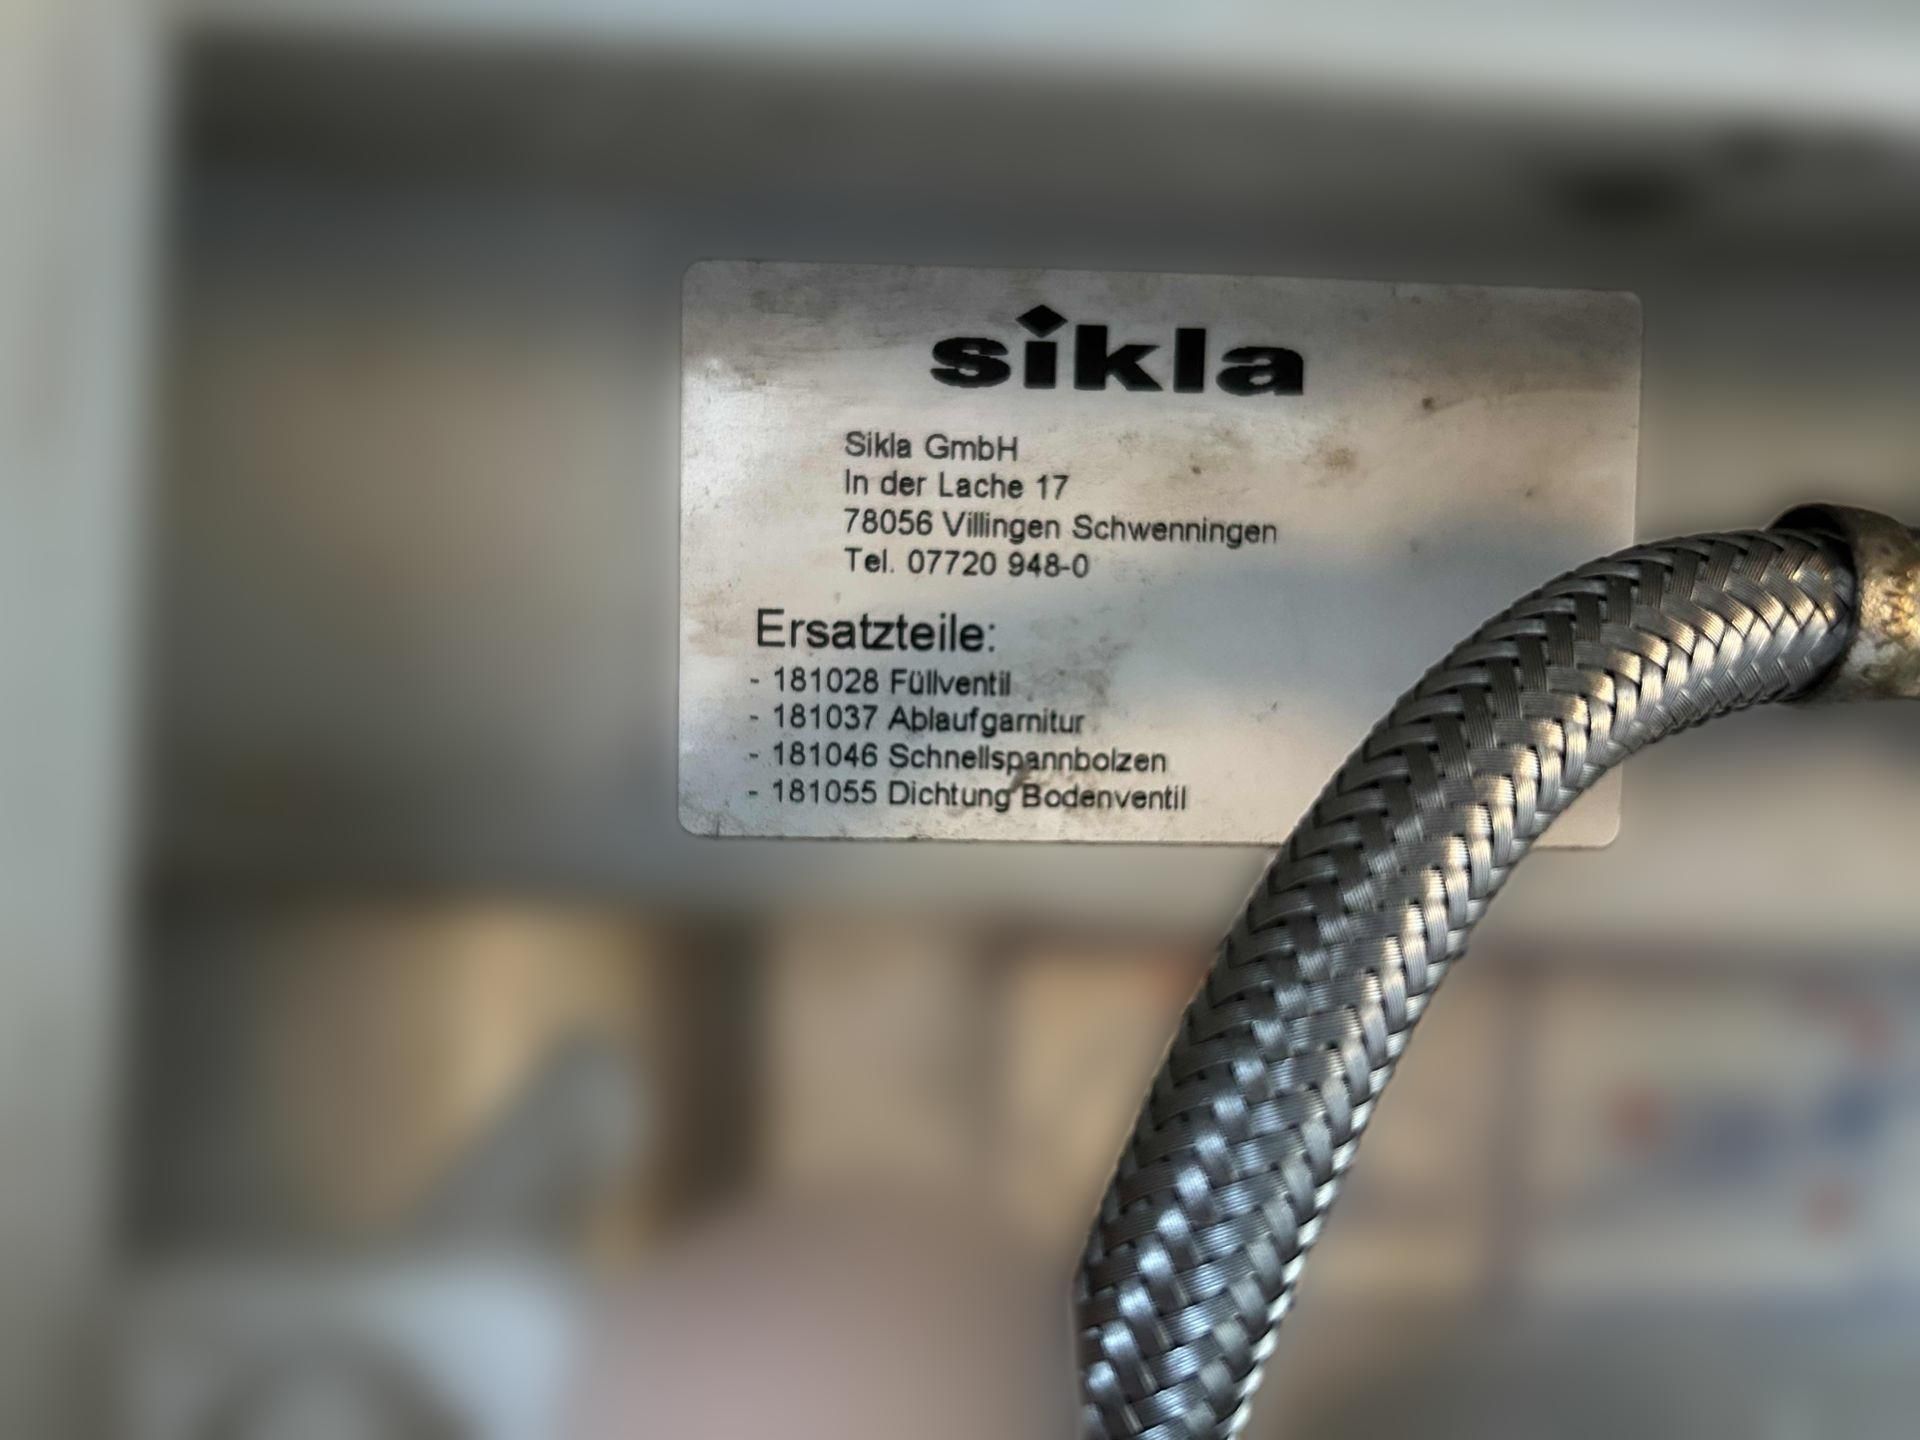 sikla
Sikla GmbH
In der Lache 17
78056 Villingen Schwenningen
Tel. 07720 948-0
Ersatzteile:
- 181028 Füllventil
- 181037 Ablaufgarnitur
- 181046 Schnellspannbolzen
- 181055 Dichtung Bodenventil